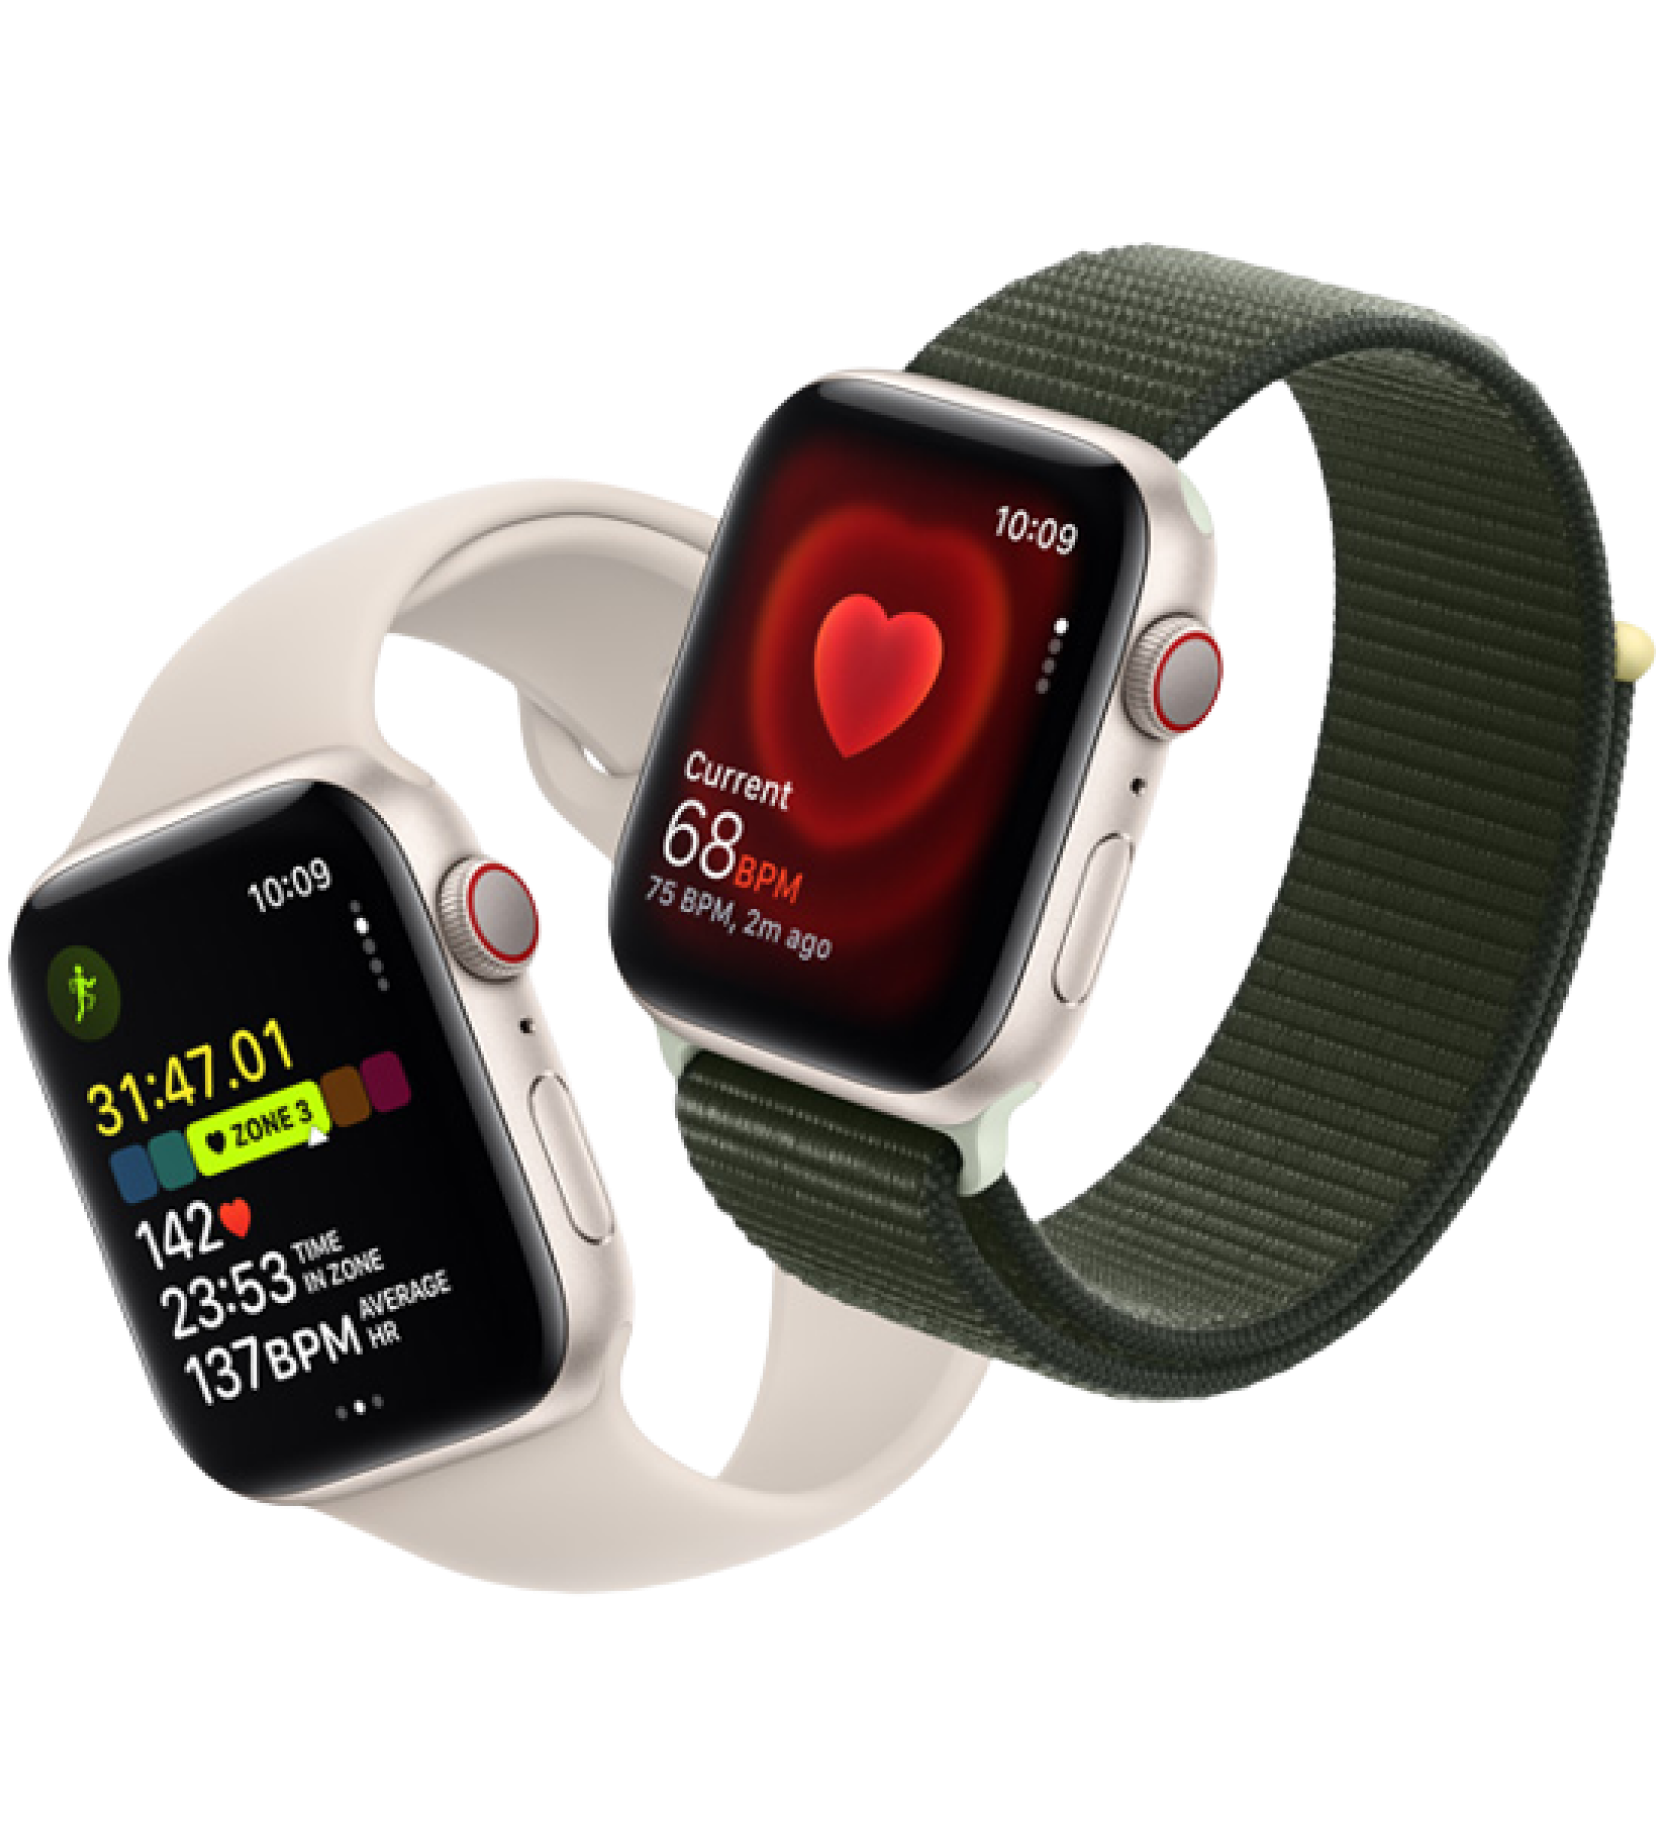 10:09
31:47.01
ZONE 3
142
23:53 TIME IN ZONE
137BPM AVERAGE HR
10:09
Current
68BPM
75 BPM, 2m ago